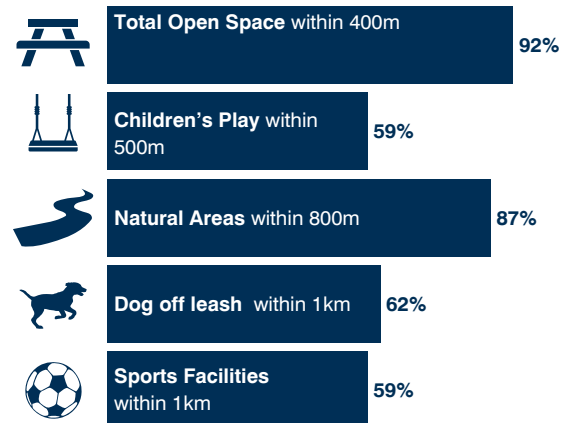 Total Open Space within 400m
92%
Children's Play within
500m
59%
Natural Areas within 800m
87%
Dog off leash within 1km
62%
Sports Facilities
within 1km
59%